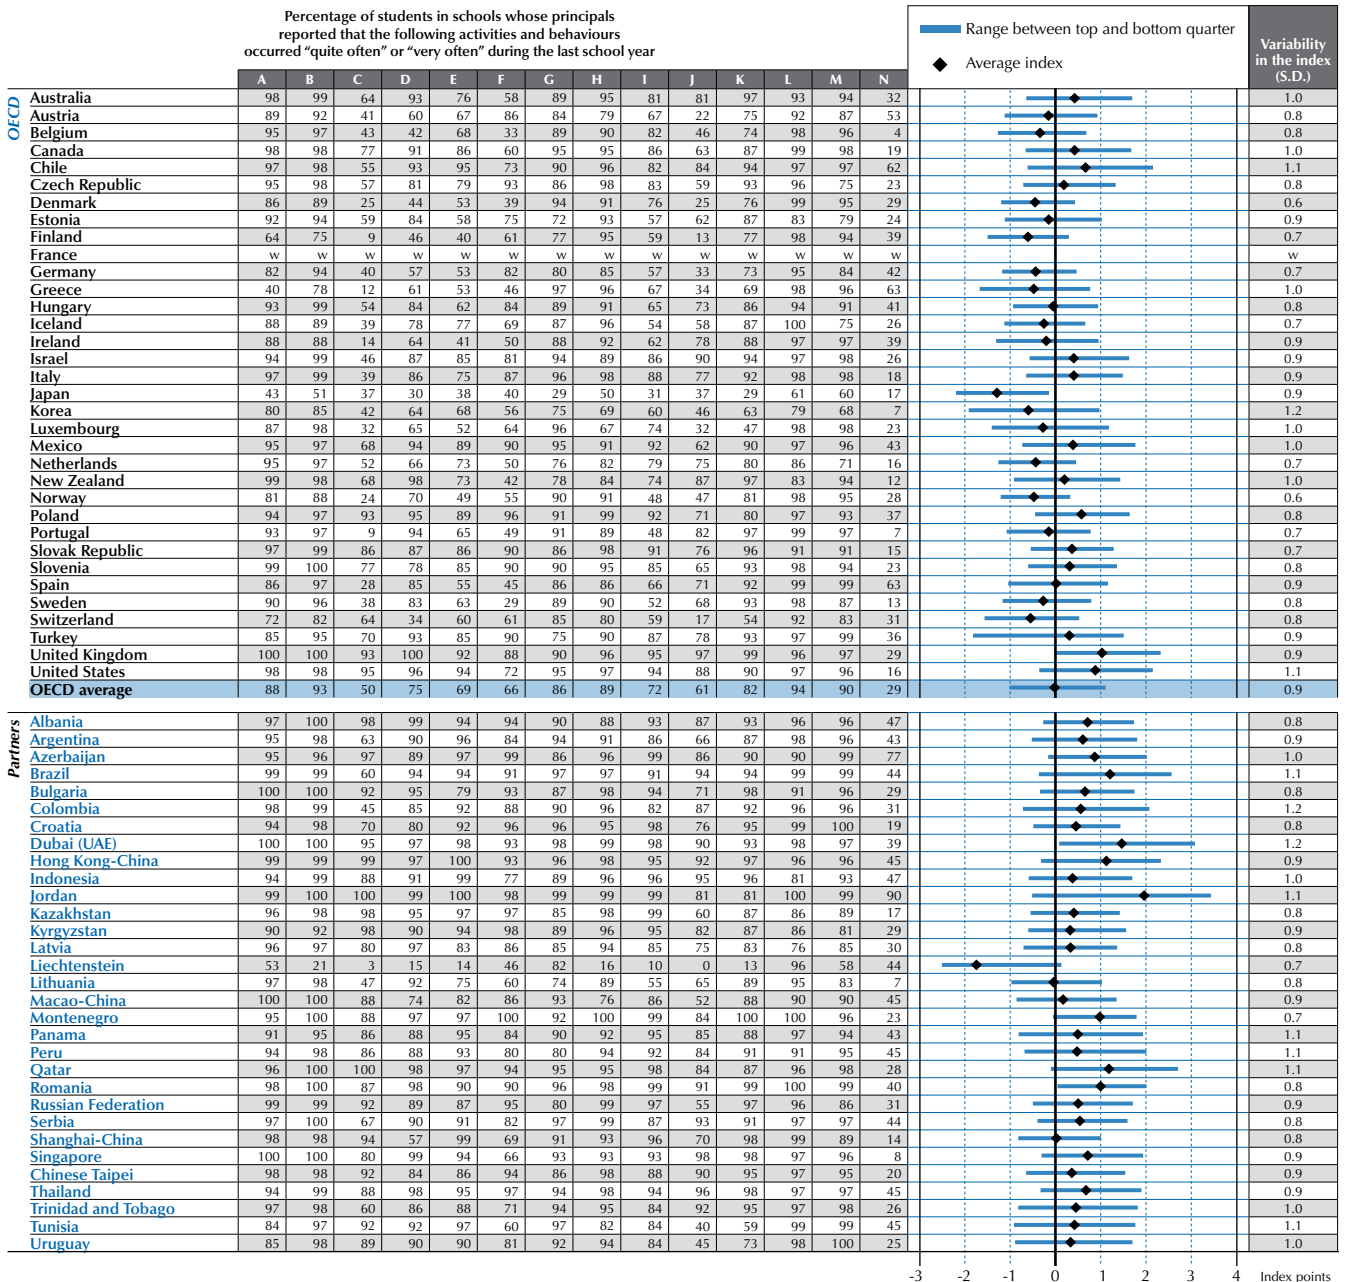 Percentage of students in schools whose principals
reported that the following activities and behaviours
occurred “quite often” or “very often” during the last school year
Range between top and bottom quarter
Average index
Variability
in the index
(S.D.)
A B C D E F G H I J K L M N
OECD
Australia 98 99 64 93 76 58 89 95 81 81 97 93 94 32 1.0
Austria 89 92 41 60 67 86 84 79 67 22 75 92 87 53 0.8
Belgium 95 97 43 42 68 33 89 90 82 46 74 98 96 4 0.8
Canada 98 98 77 91 86 60 95 95 86 63 87 99 98 19 1.0
Chile 97 98 55 93 95 73 90 96 82 84 94 97 97 62 1.1
Czech Republic 95 98 57 81 79 93 86 98 83 59 93 96 75 23 0.8
Denmark 86 89 25 44 53 39 94 91 76 25 76 99 95 29 0.6
Estonia 92 94 59 84 58 75 72 93 57 62 87 83 79 24 0.9
Finland 64 75 9 46 40 61 77 95 59 13 77 98 94 39 0.7
France w w w w w w w w w w w w w w w
Germany 82 94 40 57 53 82 80 85 57 33 73 95 84 42 0.7
Greece 40 78 12 61 53 46 97 96 67 34 69 98 96 63 1.0
Hungary 93 99 54 84 62 84 89 91 65 73 86 94 91 41 0.8
Iceland 88 89 39 78 77 69 87 96 54 58 87 100 75 26 0.7
Ireland 88 88 14 64 41 50 88 92 62 78 88 97 97 39 0.9
Israel 94 99 46 87 85 81 94 89 86 90 94 97 98 26 0.9
Italy 97 99 39 86 75 87 96 98 88 77 92 98 98 18 0.9
Japan 43 51 37 30 38 40 29 50 31 37 29 61 60 17 0.9
Korea 80 85 42 64 68 56 75 69 60 46 63 79 68 7 1.2
Luxembourg 87 98 32 65 52 64 96 67 74 32 47 98 98 23 1.0
Mexico 95 97 68 94 89 90 95 91 92 62 90 97 96 43 1.0
Netherlands 95 97 52 66 73 50 76 82 79 75 80 86 71 16 0.7
New Zealand 99 98 68 98 73 42 78 84 74 87 97 83 94 12 1.0
Norway 81 88 24 70 49 55 90 91 48 47 81 98 95 28 0.6
Poland 94 97 93 95 89 96 91 99 92 71 80 97 93 37 0.8
Portugal 93 97 9 94 65 49 91 89 48 82 97 99 97 7 0.7
Slovak Republic 97 99 86 87 86 90 86 98 91 76 96 91 91 15 0.7
Slovenia 99 100 77 78 85 90 90 95 85 65 93 98 94 23 0.8
Spain 86 97 28 85 55 45 86 86 66 71 92 99 99 63 0.9
Sweden 90 96 38 83 63 29 89 90 52 68 93 98 87 13 0.8
Switzerland 72 82 64 34 60 61 85 80 59 17 54 92 83 31 0.8
Turkey 85 95 70 93 85 90 75 90 87 78 93 97 99 36 0.9
United Kingdom 100 100 93 100 92 88 90 96 95 97 99 96 97 29 0.9
United States 98 98 95 96 94 72 95 97 94 88 90 97 96 16 1.1
OECD average 88 93 50 75 69 66 86 89 72 61 82 94 90 29 0.9
Partners
Albania 97 100 98 99 94 94 90 88 93 87 93 96 96 47 0.8
Argentina 95 98 63 90 96 84 94 91 86 66 87 98 96 43 0.9
Azerbaijan 95 96 97 89 97 99 86 96 99 86 90 90 99 77 1.0
Brazil 99 99 60 94 94 91 97 97 91 94 94 99 99 44 1.1
Bulgaria 100 100 92 95 79 93 87 98 94 71 98 91 96 29 0.8
Colombia 98 99 45 85 92 88 90 96 82 87 92 96 96 31 1.2
Croatia 94 98 70 80 92 96 96 95 98 76 95 99 100 19 0.8
Dubai (UAE) 100 100 95 97 98 93 98 99 98 90 93 98 97 39 1.2
Hong Kong-China 99 99 99 97 100 93 96 98 95 92 97 96 96 45 0.9
Indonesia 94 99 88 91 99 77 89 96 96 95 96 81 93 47 1.0
Jordan 99 100 100 99 100 98 99 99 99 81 81 100 99 90 1.1
Kazakhstan 96 98 98 95 97 97 85 98 99 60 87 86 89 17 0.8
Kyrgyzstan 90 92 98 90 94 98 89 96 95 82 87 86 81 29 0.9
Latvia 96 97 80 97 83 86 85 94 85 75 83 76 85 30 0.8
Liechtenstein 53 21 3 15 14 46 82 16 10 0 13 96 58 44 0.7
Lithuania 97 98 47 92 75 60 74 89 55 65 89 95 83 7 0.8
Macao-China 100 100 88 74 82 86 93 76 86 52 88 90 90 45 0.9
Montenegro 95 100 88 97 97 100 92 100 99 84 100 100 96 23 0.7
Panama 91 95 86 88 95 84 90 92 95 85 88 97 94 43 1.1
Peru 94 98 86 88 93 80 80 94 92 84 91 91 95 45 1.1
Qatar 96 100 100 98 97 94 95 95 98 84 87 96 98 28 1.1
Romania 98 100 87 98 90 90 96 98 99 91 99 100 99 40 0.8
Russian Federation 99 99 92 89 87 95 80 99 97 55 97 96 86 31 0.9
Serbia 97 100 67 90 91 82 97 99 87 93 91 97 97 44 0.8
Shanghai-China 98 98 94 57 99 69 91 93 96 70 98 99 89 14 0.8
Singapore 100 100 80 99 94 66 93 93 93 98 98 97 96 8 0.9
Chinese Taipei 98 98 92 84 86 94 86 98 88 90 95 97 95 20 0.9
Thailand 94 99 88 98 95 97 94 98 94 96 98 97 97 45 0.9
Trinidad and Tobago 97 98 60 86 88 71 94 95 84 92 95 97 98 26 1.0
Tunisia 84 97 92 92 97 60 97 82 84 40 59 99 99 45 1.1
Uruguay 85 98 89 90 90 81 92 94 84 45 73 98 100 25 1.0
-3 -2 -1 0 1 2 3 4 Index points